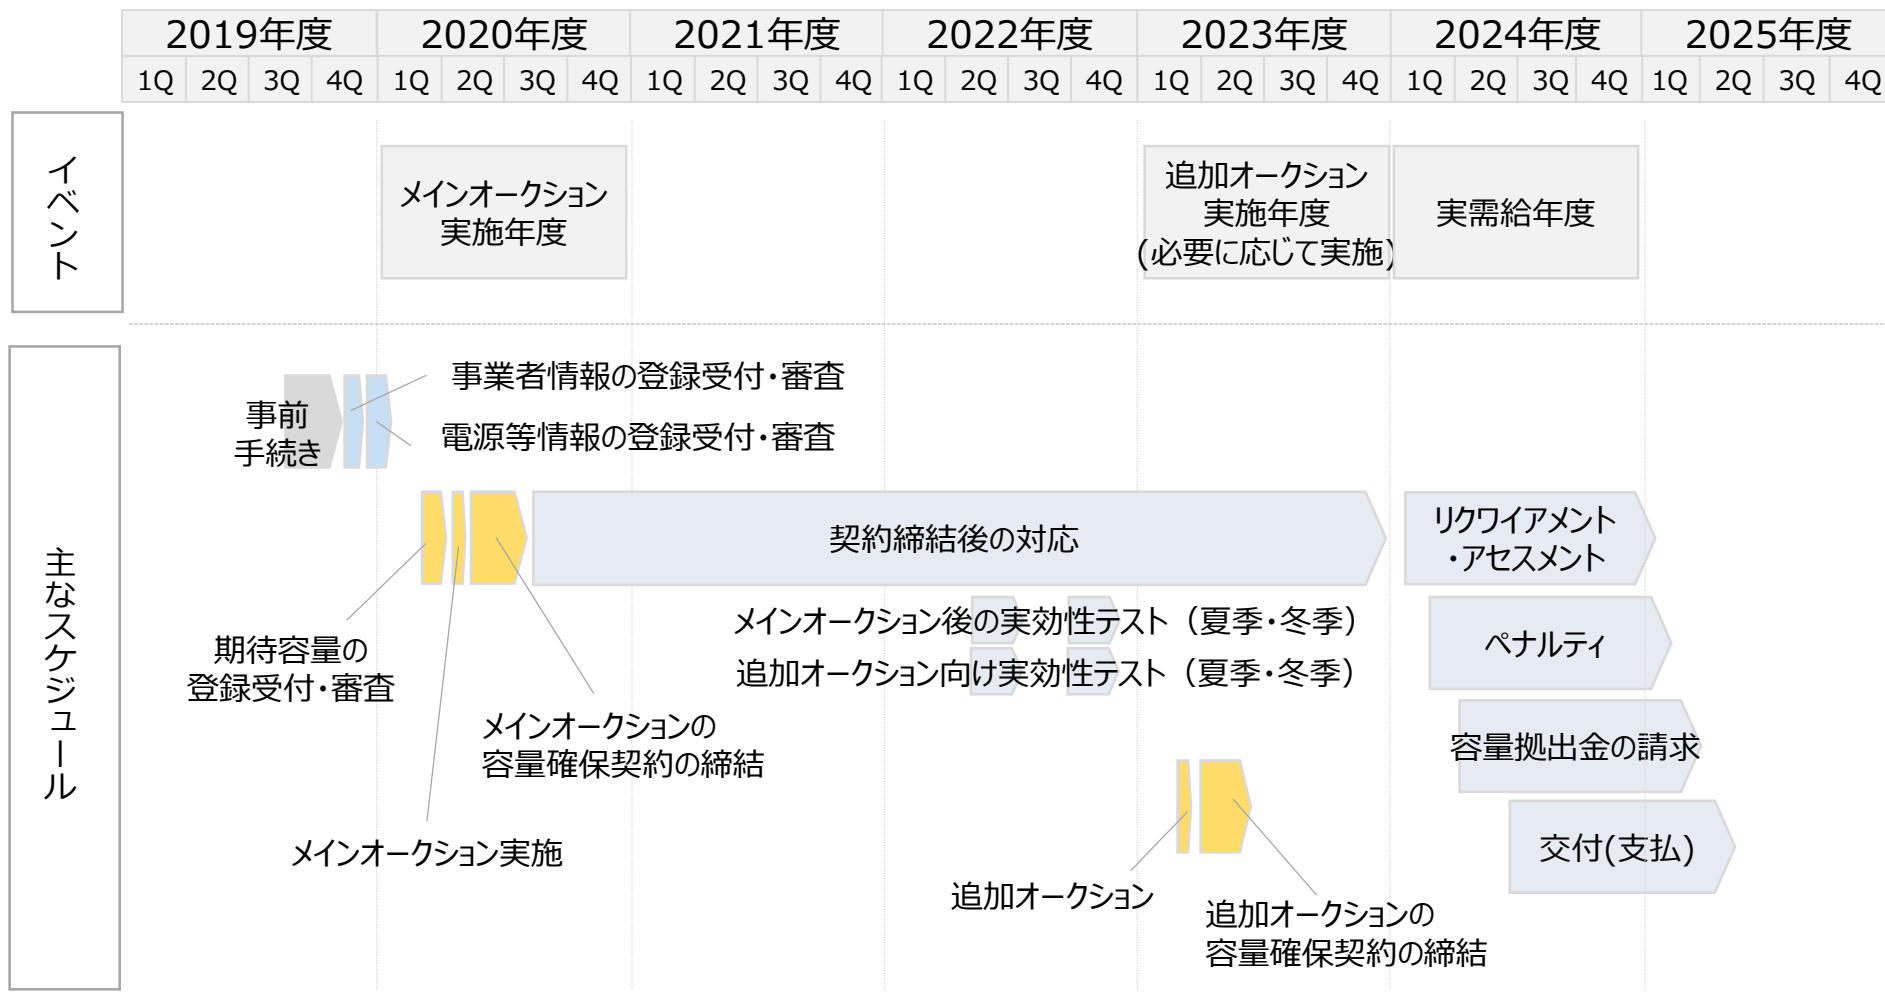 2019年度 2020年度 2021年度 2022年度 2023年度 2024年度 2025年度
1Q 2Q 3Q 4Q 1Q 2Q 3Q 4Q 1Q 2Q 3Q 4Q 1Q 2Q 3Q 4Q 1Q 2Q 3Q 4Q 1Q 2Q 3Q 4Q 1Q 2Q 3Q 4Q
イベント
メインオークション
実施年度
追加オークション
実施年度
(必要に応じて実施)
実需給年度
主なスケジュール
事前
手続き
事業者情報の登録受付・審査
電源等情報の登録受付・審査
契約締結後の対応
リクワイアメント
・アセスメント
期待容量の
登録受付・審査
メインオークション後の実効性テスト（夏季・冬季）
追加オークション向け実効性テスト（夏季・冬季）
ペナルティ
メインオークションの
容量確保契約の締結
容量拠出金の請求
メインオークション実施
交付(支払)
追加オークション
追加オークションの
容量確保契約の締結